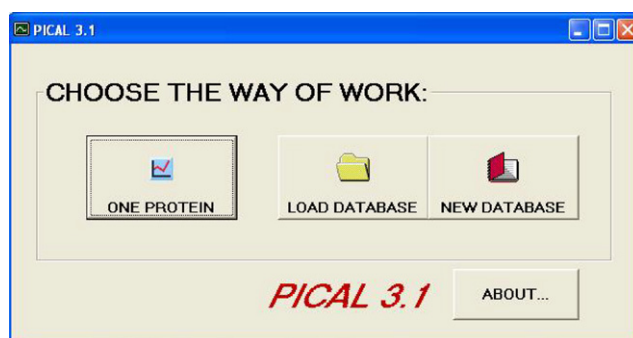 PICAL 3.1
CHOOSE THE WAY OF WORK:
ONE PROTEIN
LOAD DATABASE
NEW DATABASE
PICAL 3.1
ABOUT...